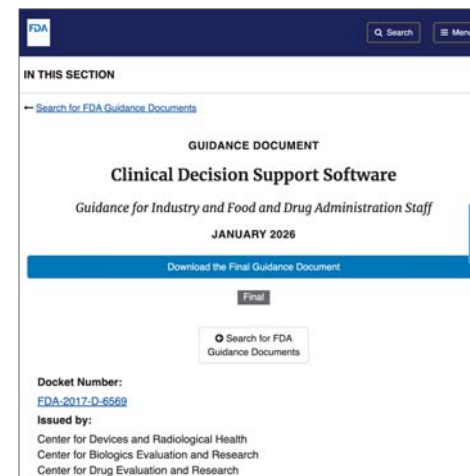 FDA
Search
Menu
IN THIS SECTION
← Search for FDA Guidance Documents
GUIDANCE DOCUMENT
Clinical Decision Support Software
Guidance for Industry and Food and Drug Administration Staff
JANUARY 2026
Download the Final Guidance Document
Final
Search for FDA
Guidance Documents
Docket Number:
FDA-2017-D-6569
Issued by:
Center for Devices and Radiological Health
Center for Biologics Evaluation and Research
Center for Drug Evaluation and Research